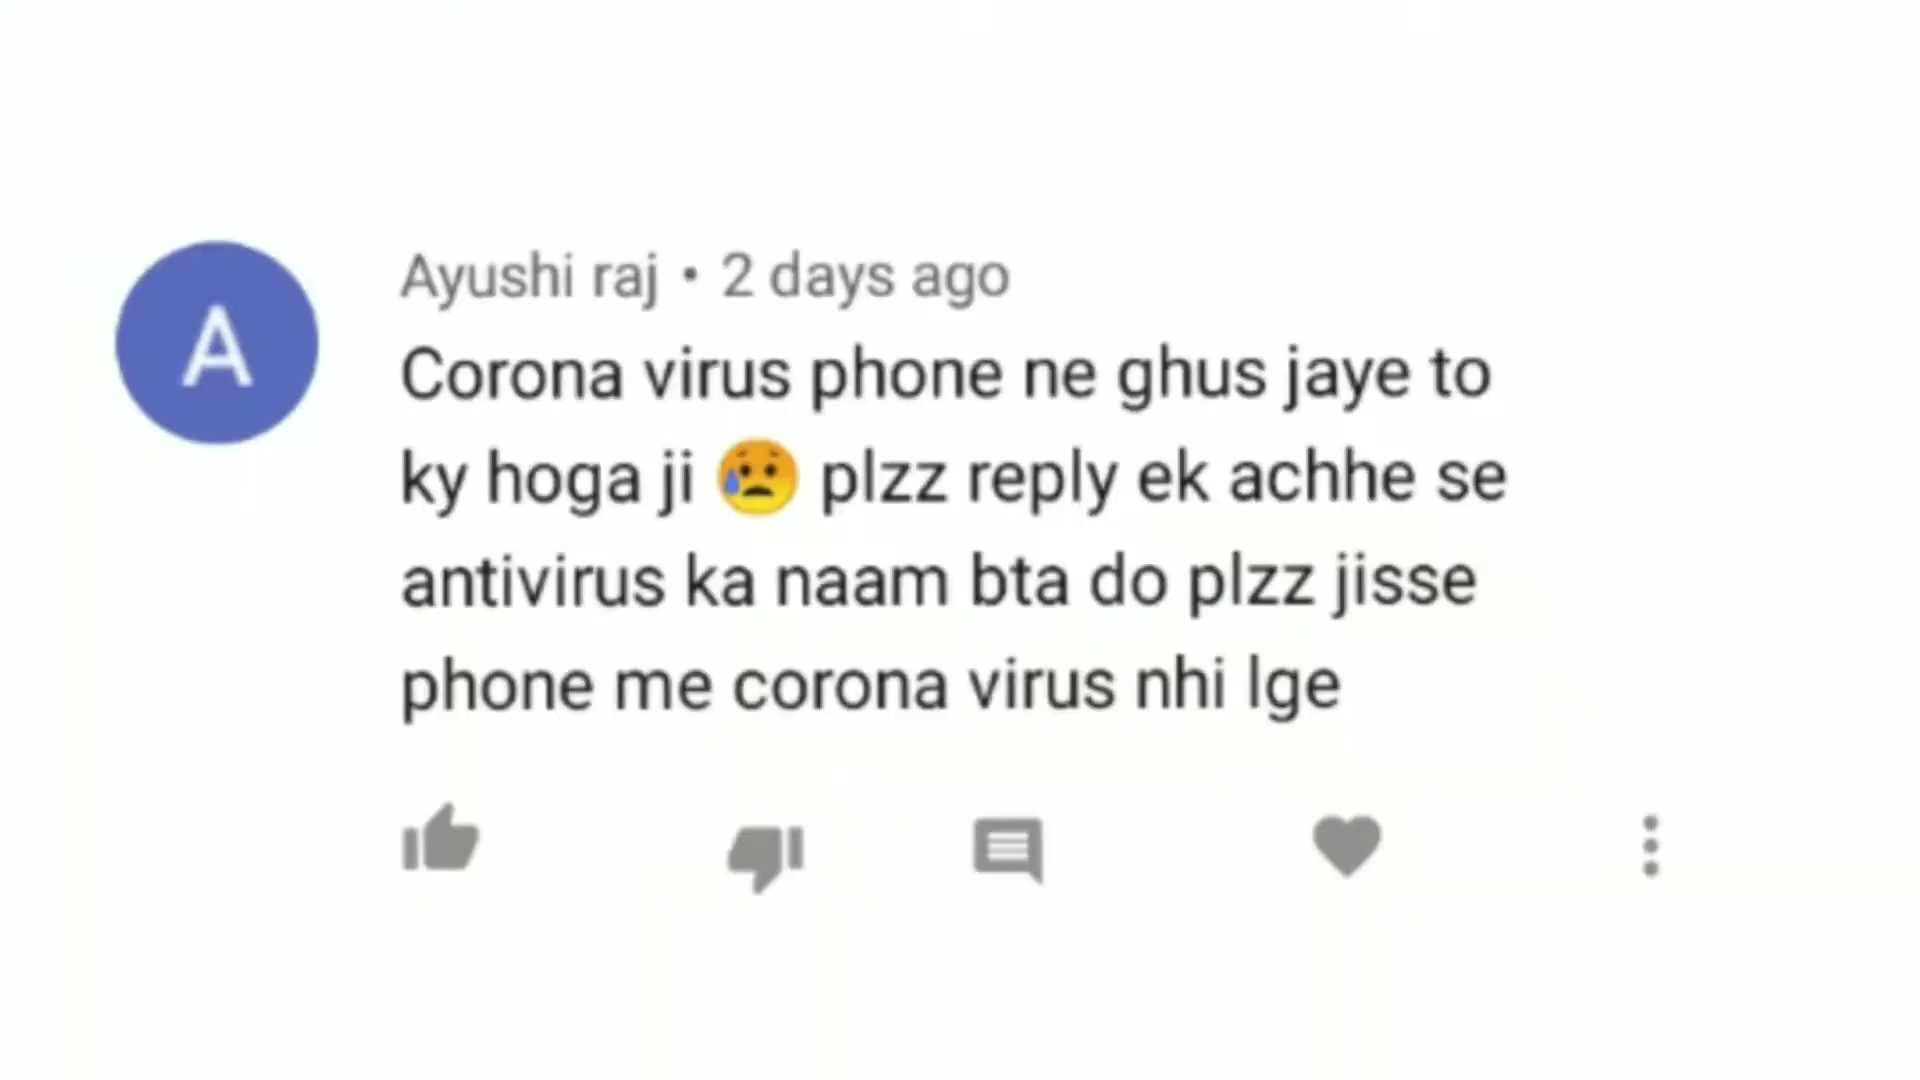 A
Ayushi raj • 2 days ago
Corona virus phone ne ghus jaye to
ky hoga ji 😥 plzz reply ek achhe se
antivirus ka naam bta do plzz jisse
phone me corona virus nhi lge